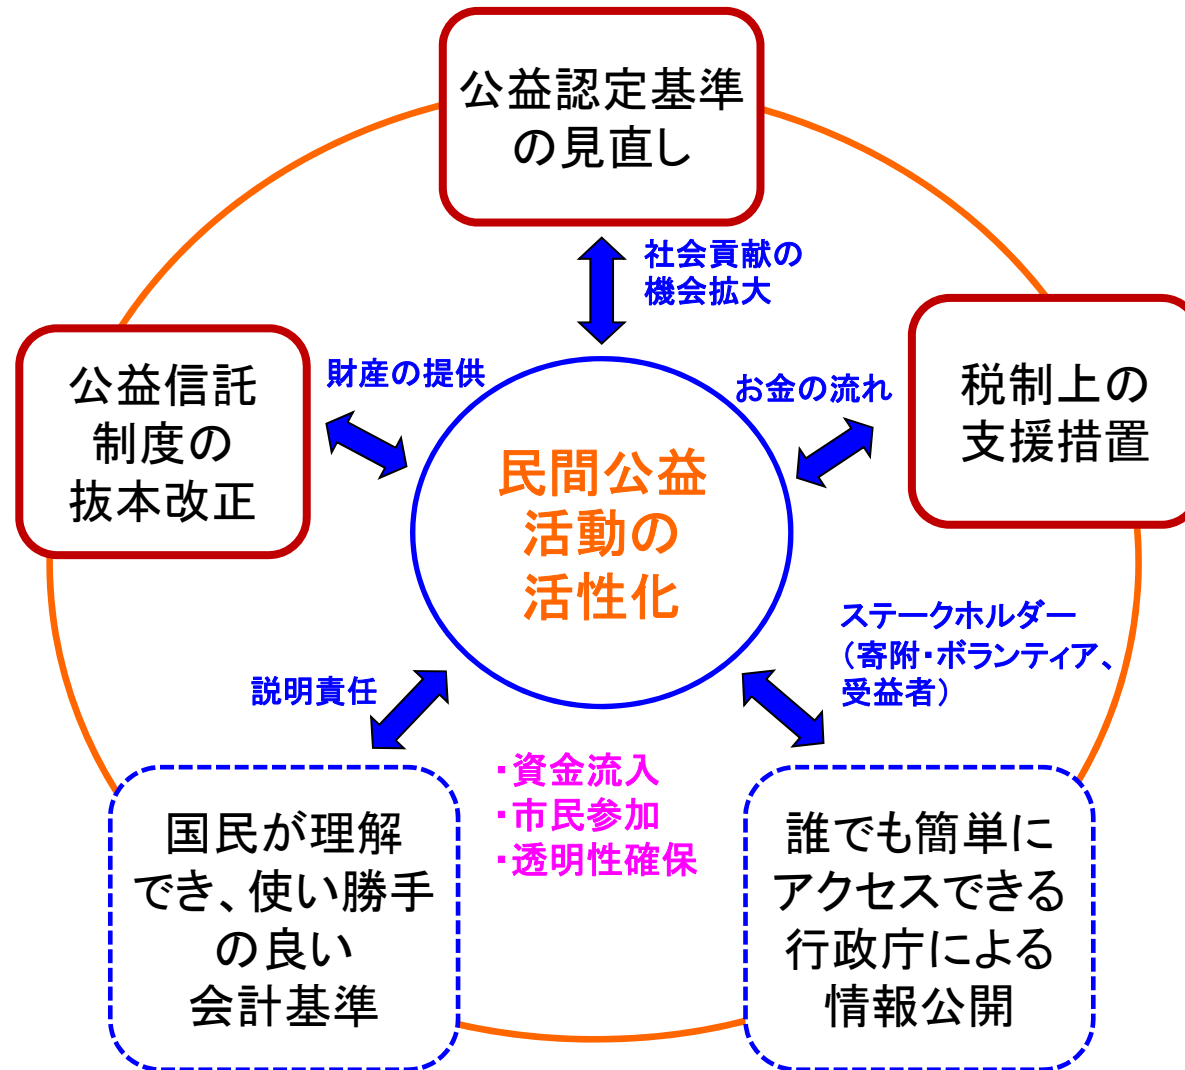 公益認定基準
の見直し
社会貢献の
機会拡大
公益信託
制度の
抜本改正
財産の提供
お金の流れ
税制上の
支援措置
民間公益
活動の
活性化
ステークホルダー
（寄附・ボランティア、
受益者）
説明責任
・資金流入
・市民参加
・透明性確保
国民が理解
でき、使い勝手
の良い
会計基準
誰でも簡単に
アクセスできる
行政庁による
情報公開